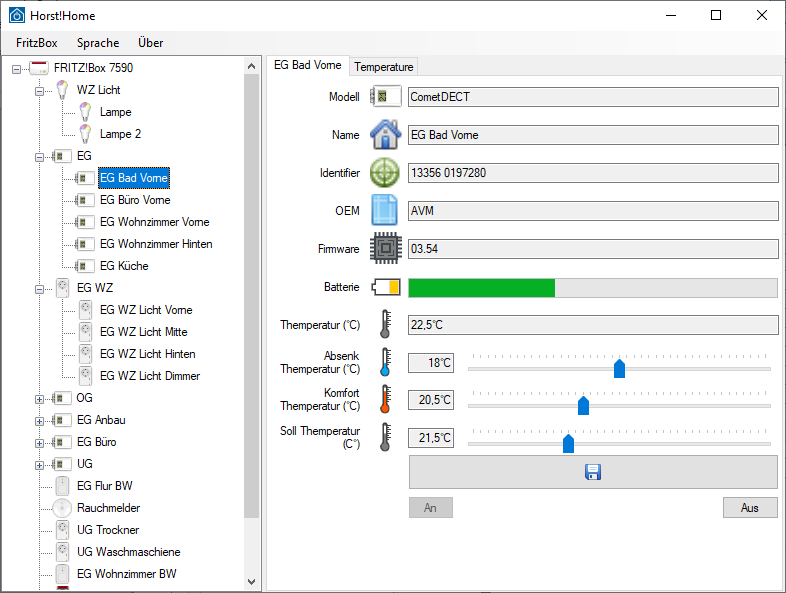 Horst!Home
FritzBox Sprache Über
FRITZ!Box 7590
WZ Licht
Lampe
Lampe 2
EG
EG Bad Vorne
EG Büro Vorne
EG Wohnzimmer Vorne
EG Wohnzimmer Hinten
EG Küche
EG WZ
EG WZ Licht Vorne
EG WZ Licht Mitte
EG WZ Licht Hinten
EG WZ Licht Dimmer
OG
EG Anbau
EG Büro
UG
EG Flur BW
Rauchmelder
UG Trockner
UG Waschmaschiene
EG Wohnzimmer BW
EG Bad Vorne Temperature
Modell CometDECT
Name EG Bad Vorne
Identifier 13356 0197280
OEM AVM
Firmware 03.54
Batterie
Themperatur (°C) 22,5°C
Absenk
Themperatur (°C) 18°C
Komfort
Themperatur (°C) 20,5°C
Soll Themperatur
(C°) 21,5°C
An Aus